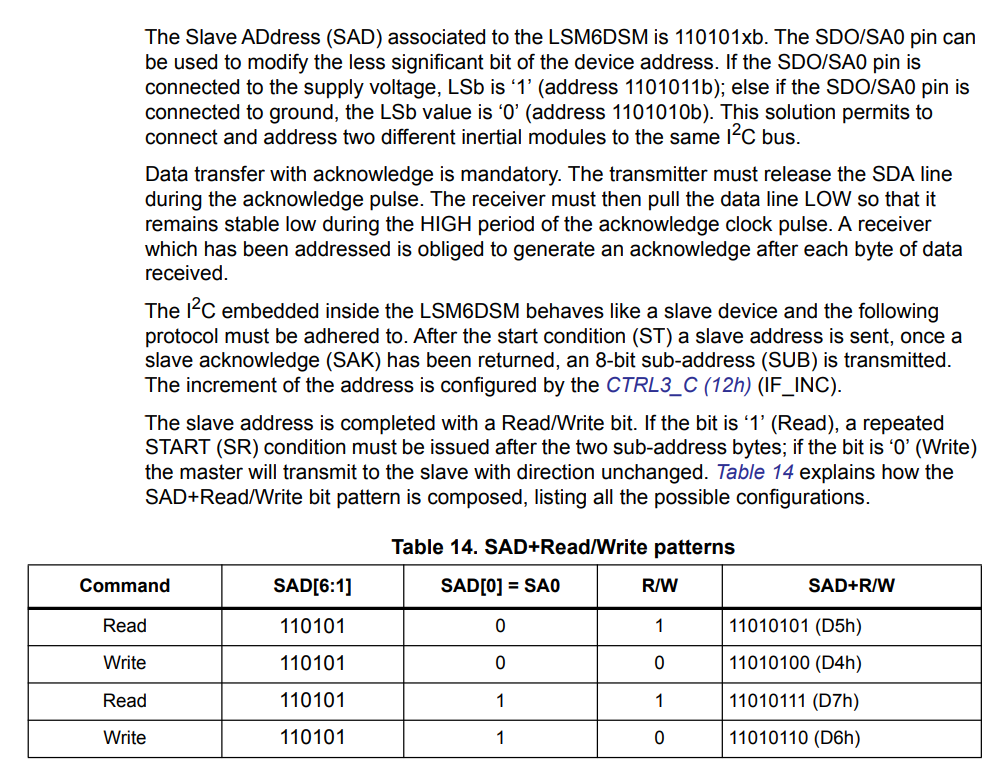 The Slave ADdress (SAD) associated to the LSM6DSM is 110101xb. The SDO/SA0 pin can
be used to modify the less significant bit of the device address. If the SDO/SA0 pin is
connected to the supply voltage, LSb is ‘1’ (address 1101011b); else if the SDO/SA0 pin is
connected to ground, the LSb value is ‘0’ (address 1101010b). This solution permits to
connect and address two different inertial modules to the same I²C bus.
Data transfer with acknowledge is mandatory. The transmitter must release the SDA line
during the acknowledge pulse. The receiver must then pull the data line LOW so that it
remains stable low during the HIGH period of the acknowledge clock pulse. A receiver
which has been addressed is obliged to generate an acknowledge after each byte of data
received.
The I²C embedded inside the LSM6DSM behaves like a slave device and the following
protocol must be adhered to. After the start condition (ST) a slave address is sent, once a
slave acknowledge (SAK) has been returned, an 8-bit sub-address (SUB) is transmitted.
The increment of the address is configured by the CTRL3_C (12h) (IF_INC).
The slave address is completed with a Read/Write bit. If the bit is ‘1’ (Read), a repeated
START (SR) condition must be issued after the two sub-address bytes; if the bit is ‘0’ (Write)
the master will transmit to the slave with direction unchanged. Table 14 explains how the
SAD+Read/Write bit pattern is composed, listing all the possible configurations.
Table 14. SAD+Read/Write patterns
Command SAD[6:1] SAD[0] = SA0 R/W SAD+R/W
Read 110101 0 1 11010101 (D5h)
Write 110101 0 0 11010100 (D4h)
Read 110101 1 1 11010111 (D7h)
Write 110101 1 0 11010110 (D6h)